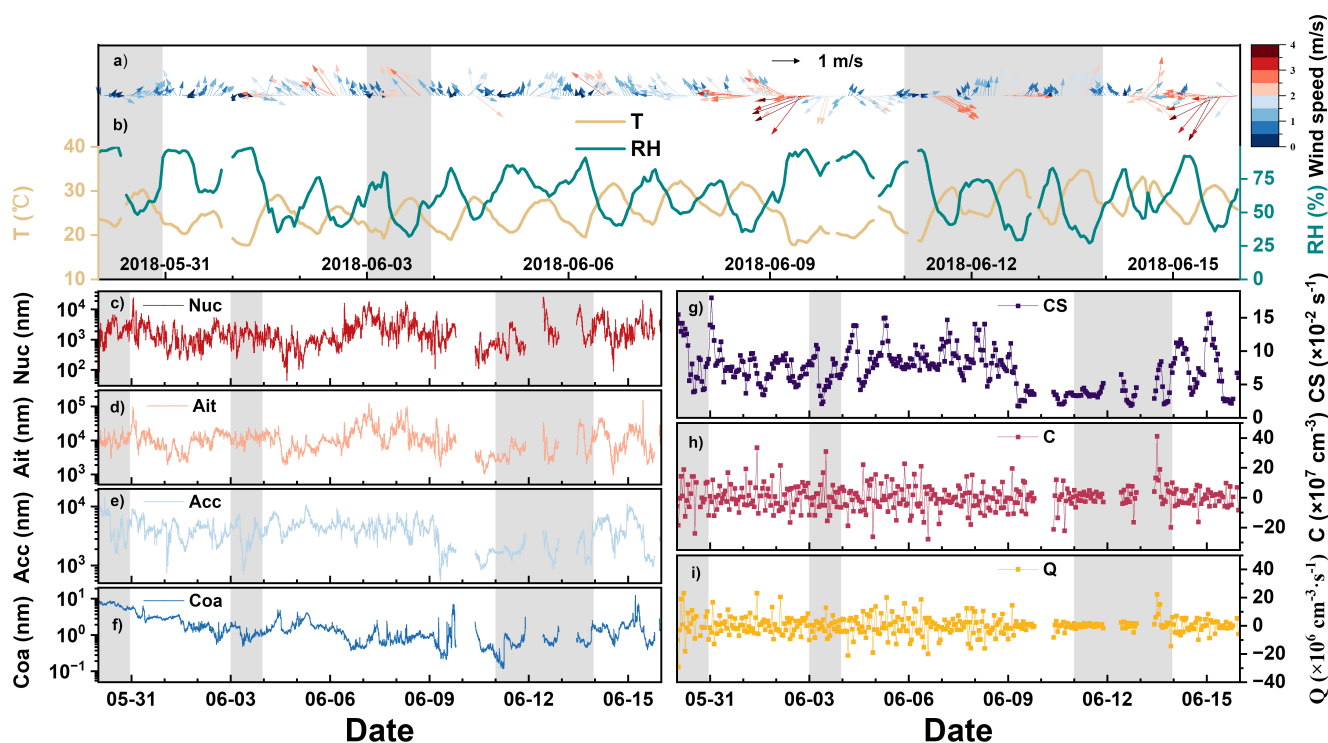 a)
1 m/s
4
3
2
1
0
Wind speed (m/s)
b)
T
RH
40
30
20
10
T (℃)
75
50
25
0
RH (%)
2018-05-31
2018-06-03
2018-06-06
2018-06-09
2018-06-12
2018-06-15
c)
Nuc
10⁴
10³
10²
Nuc (nm)
d)
Ait
10⁵
10⁴
10³
Ait (nm)
e)
Acc
10⁴
10³
Acc (nm)
f)
Coa
10¹
10⁰
10⁻¹
Coa (nm)
05-31
06-03
06-06
06-09
06-12
06-15
Date
g)
CS
15
10
5
0
CS (×10⁻² s⁻¹)
h)
C
40
20
0
−20
C (×10⁷ cm⁻³)
i)
Q
40
20
0
−20
−40
Q (×10⁶ cm⁻³·s⁻¹)
05-31
06-03
06-06
06-09
06-12
06-15
Date